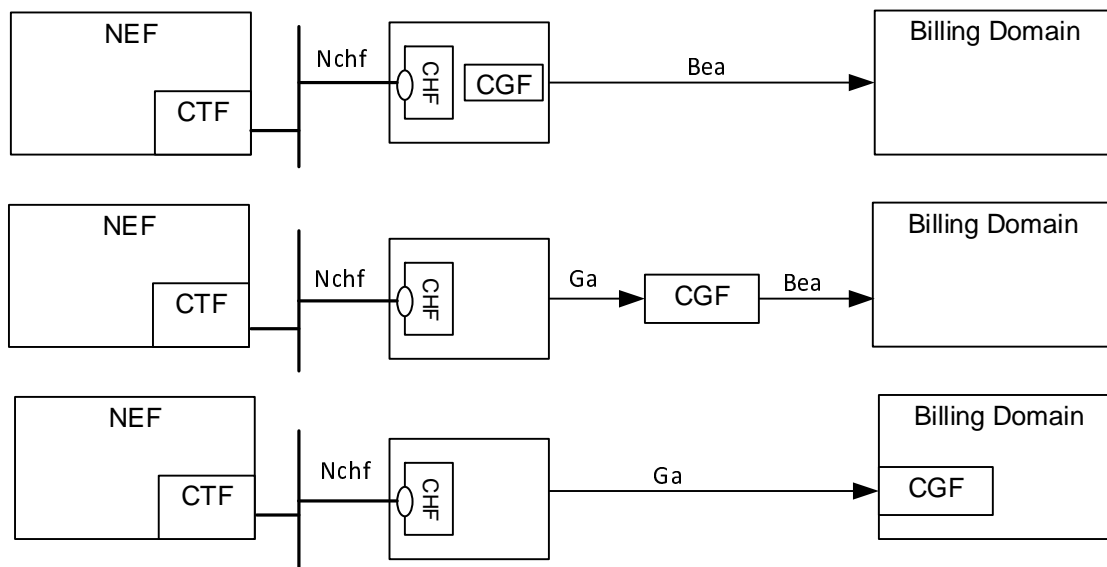 NEF
CTF
Nchf
CHF
CGF
Bea
Billing Domain
NEF
CTF
Nchf
CHF
Ga
CGF
Bea
Billing Domain
NEF
CTF
Nchf
CHF
Ga
Billing Domain
CGF